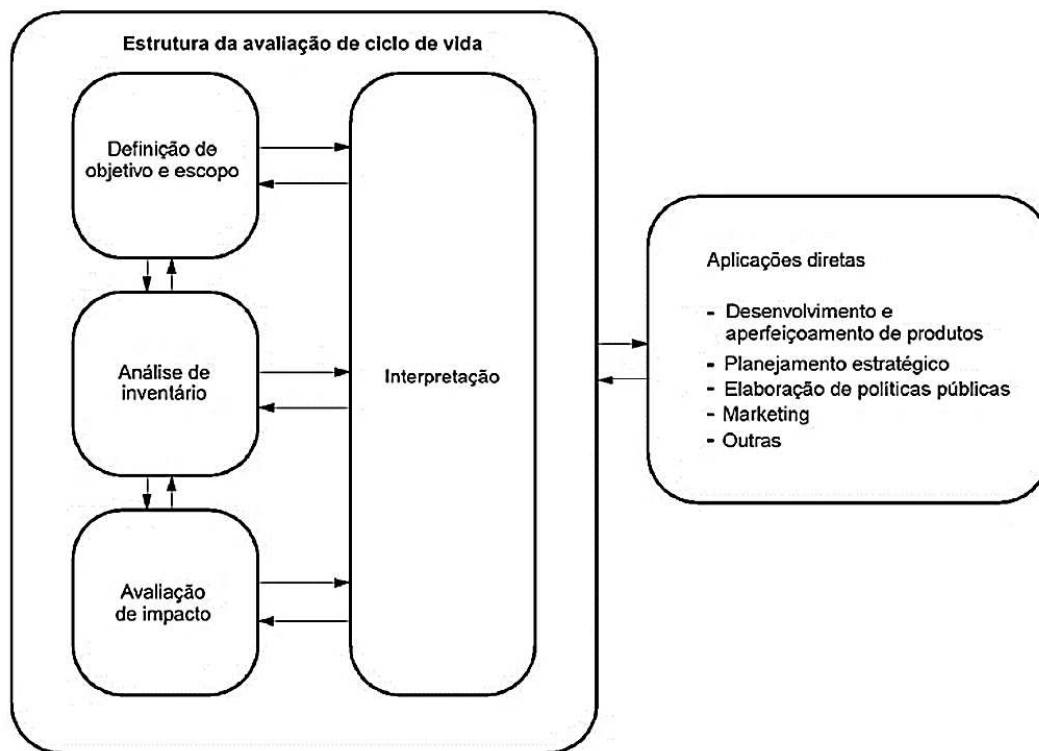 Estrutura da avaliação de ciclo de vida
Definição de
objetivo e escopo
Análise de
inventário
Avaliação
de impacto
Interpretação
Aplicações diretas
- Desenvolvimento e
aperfeiçoamento de produtos
- Planejamento estratégico
- Elaboração de políticas públicas
- Marketing
- Outras